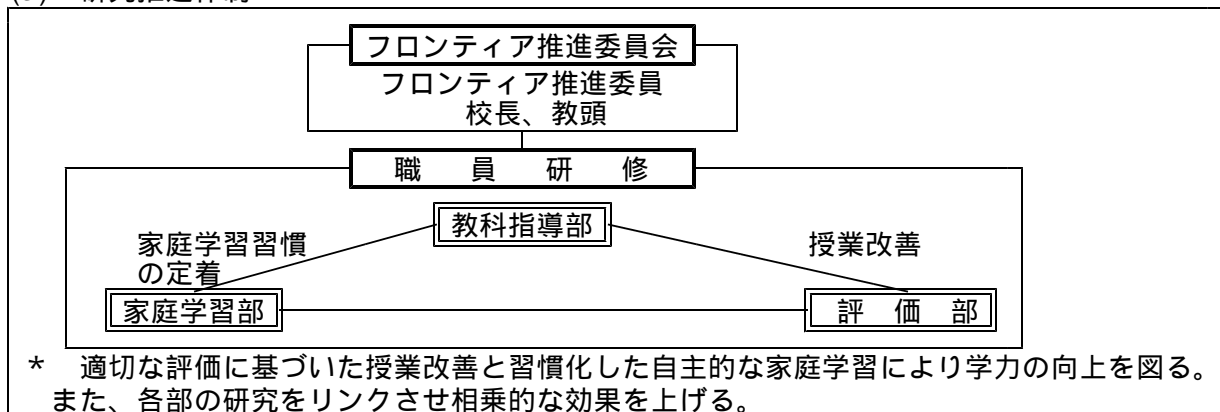 フロンティア推進委員会
フロンティア推進委員
校長、教頭
職　員　研　修
教科指導部
家庭学習習慣
の定着
授業改善
家庭学習部
評　価　部
*　適切な評価に基づいた授業改善と習慣化した自主的な家庭学習により学力の向上を図る。
また、各部の研究をリンクさせ相乗的な効果を上げる。